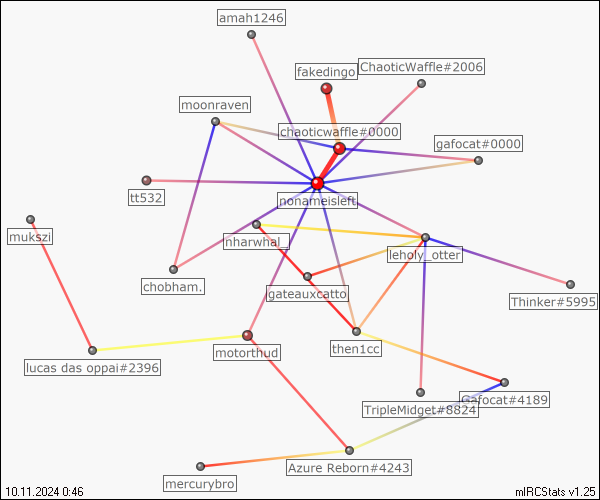 amah1246
ChaoticWaffle#2006
fakedingo
moonraven
chaoticwaffle#0000
gafocat#0000
tt532
nonameisleft
mukszi
nharwhal_
leholy_otter
chobham.
gateauxcatto
Thinker#5995
motorthud
then1cc
lucas das oppai#2396
Gafocat#4189
TripleMidget#8824
Azure Reborn#4243
mercurybro
10.11.2024 0:46
mIRCStats v1.25